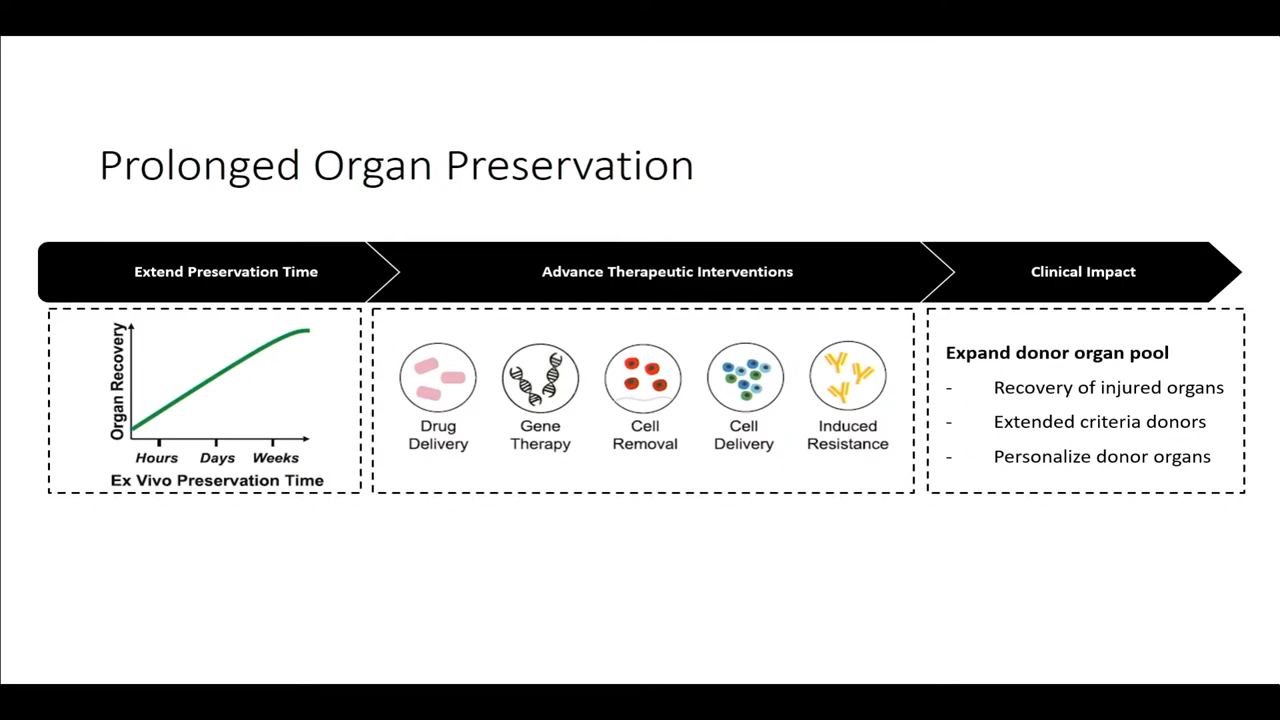 Prolonged Organ Preservation
Extend Preservation Time
Advance Therapeutic Interventions
Clinical Impact
Organ Recovery
Hours Days Weeks
Ex Vivo Preservation Time
Drug
Delivery
Gene
Therapy
Cell
Removal
Cell
Delivery
Induced
Resistance
Expand donor organ pool
- Recovery of injured organs
- Extended criteria donors
- Personalize donor organs